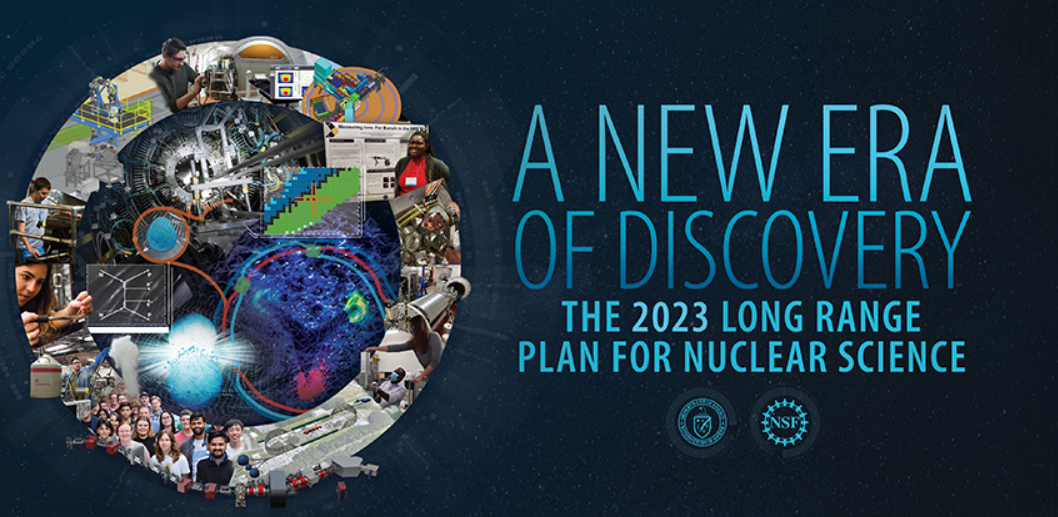 A NEW ERA
OF DISCOVERY
THE 2023 LONG RANGE
PLAN FOR NUCLEAR SCIENCE
NSF